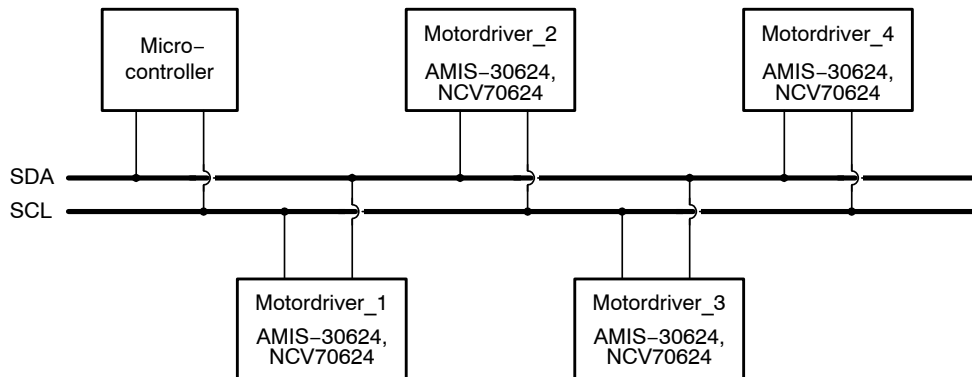 Micro−
controller
Motordriver_2
AMIS−30624,
NCV70624
Motordriver_4
AMIS−30624,
NCV70624
SDA
SCL
Motordriver_1
AMIS−30624,
NCV70624
Motordriver_3
AMIS−30624,
NCV70624